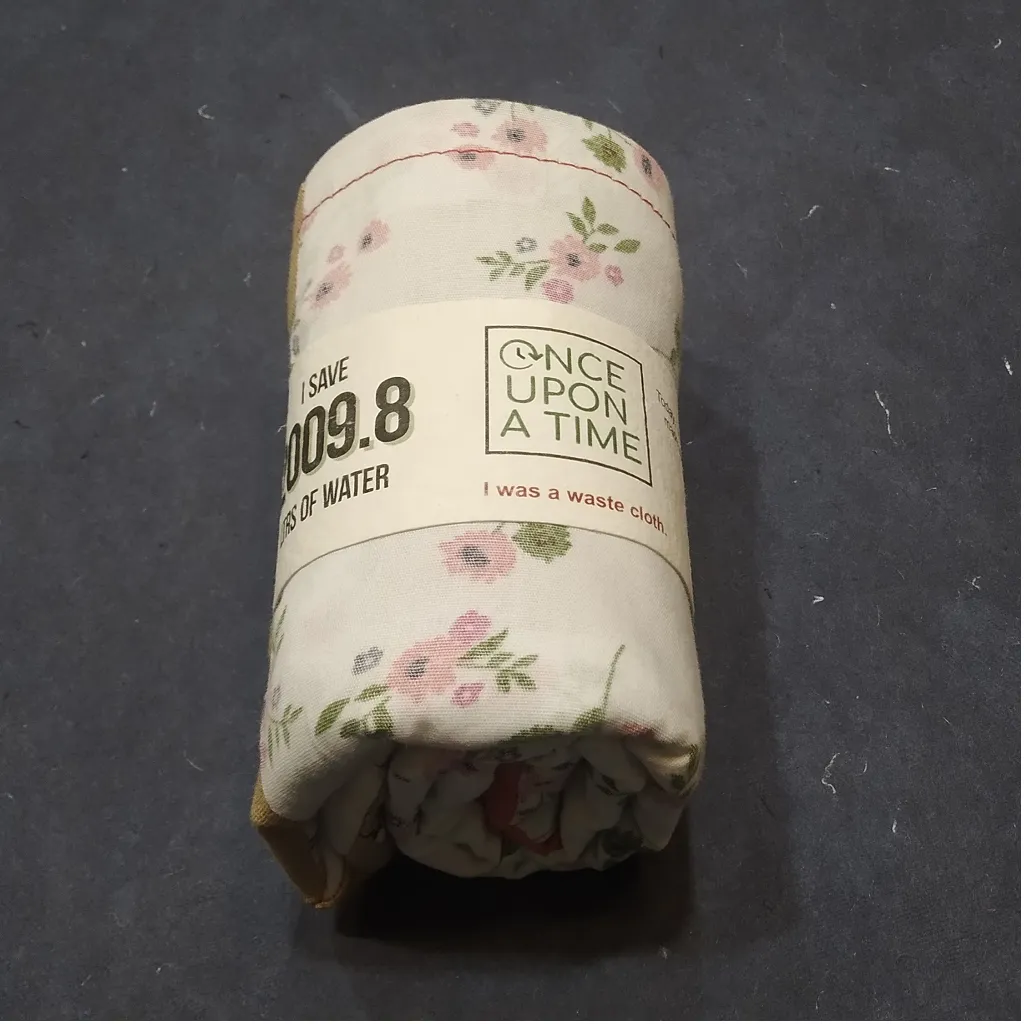 I SAVE
009.8
OF WATER
ONCE
UPON
A TIME
I was a waste cloth.